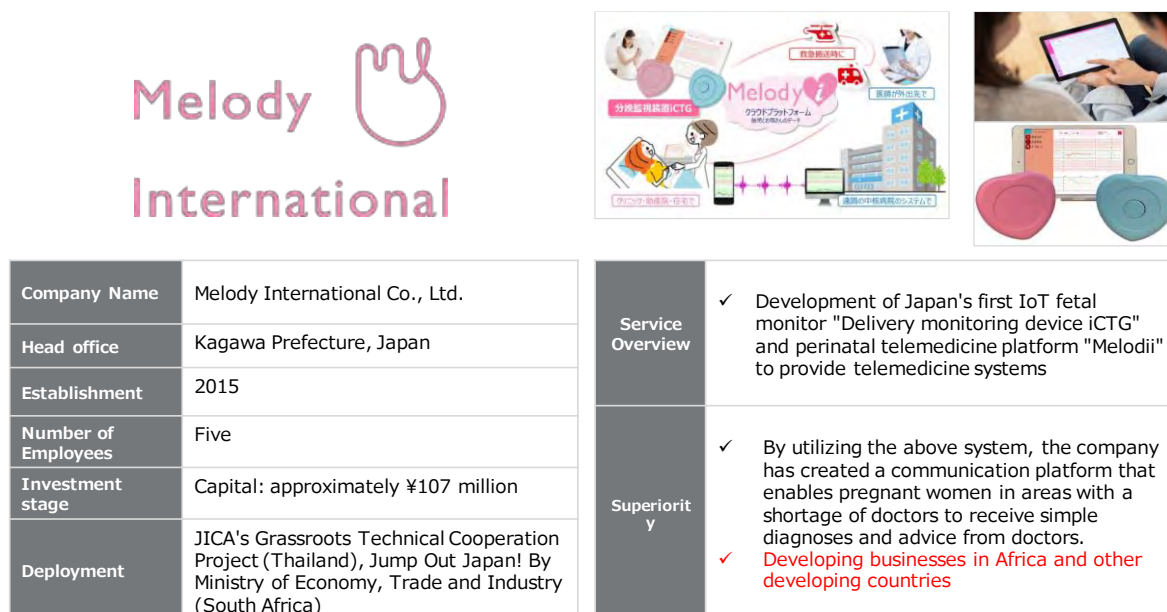 Melody
International
救急搬送時に
医師が外出先で
Melody i
クラウドプラットフォーム
分娩監視装置iCTG
クリニック・助産院・住宅で
遠隔の中核病院のシステムで
Company Name
Melody International Co., Ltd.
Head office
Kagawa Prefecture, Japan
Establishment
2015
Number of
Employees
Five
Investment
stage
Capital: approximately ¥107 million
Deployment
JICA's Grassroots Technical Cooperation
Project (Thailand), Jump Out Japan! By
Ministry of Economy, Trade and Industry
(South Africa)
Service
Overview
✓ Development of Japan's first IoT fetal
monitor "Delivery monitoring device iCTG"
and perinatal telemedicine platform "Melodii"
to provide telemedicine systems
Superiorit
y
✓ By utilizing the above system, the company
has created a communication platform that
enables pregnant women in areas with a
shortage of doctors to receive simple
diagnoses and advice from doctors.
✓ Developing businesses in Africa and other
developing countries